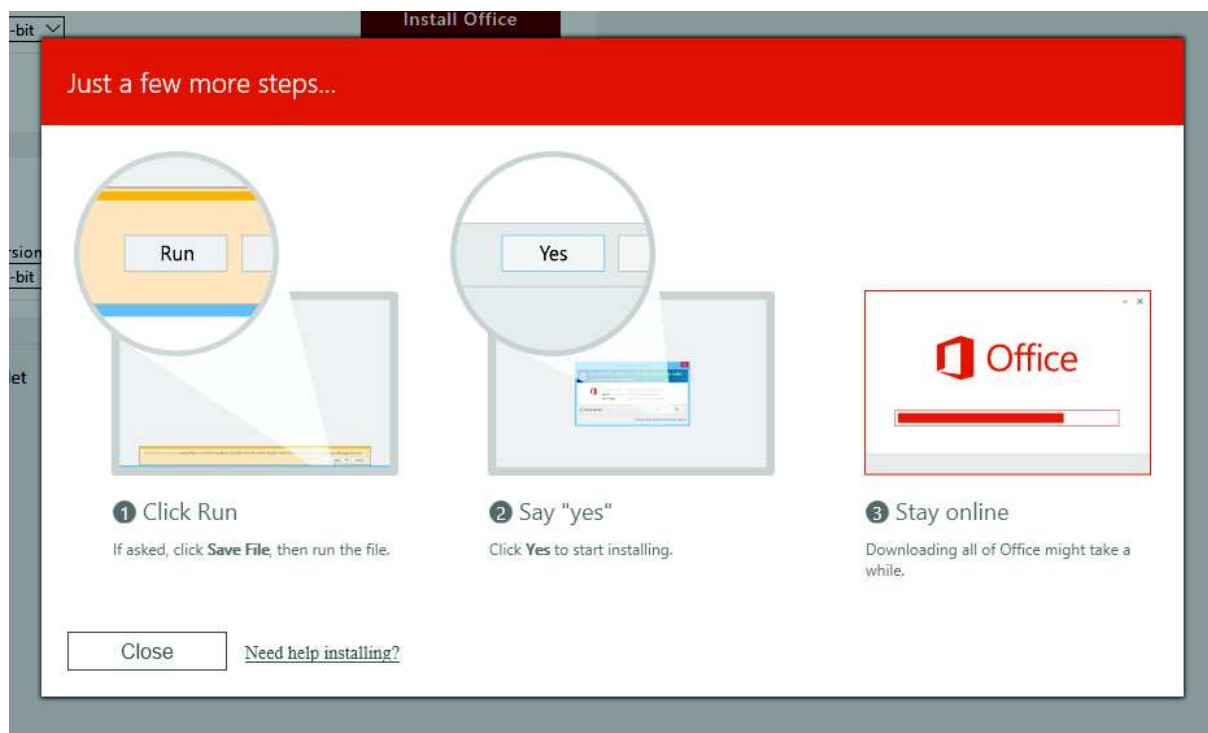 -bit
Install Office
Just a few more steps...
rsion
-bit
let
Run
Yes
Office
1 Click Run
If asked, click Save File, then run the file.
2 Say "yes"
Click Yes to start installing.
3 Stay online
Downloading all of Office might take a
while.
Close
Need help installing?